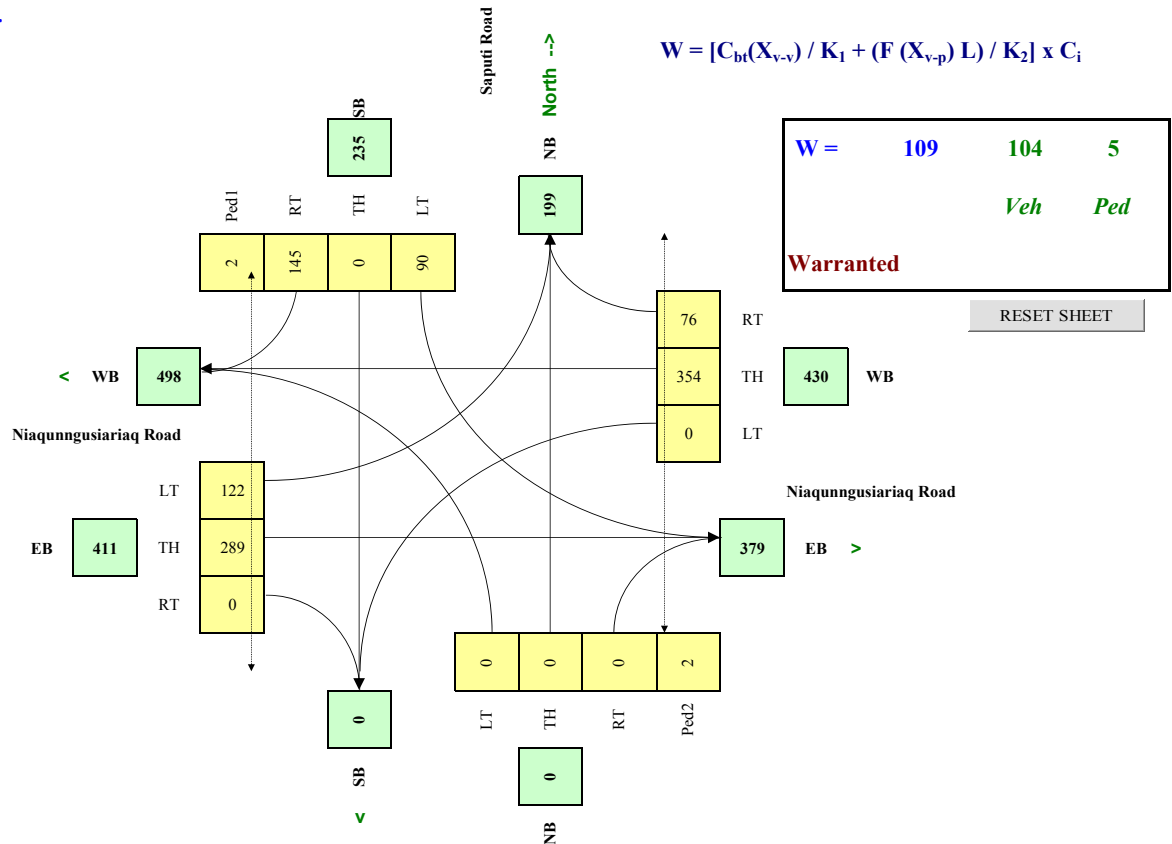 W = [Cbt(Xv-v) / K1 + (F (Xv-p) L) / K2] x Ci
Saputi Road
North -->
W = 109 104 5
Veh Ped
Warranted
RESET SHEET
SB
235
NB
199
Ped1 RT TH LT
2 145 0 90
76 RT
354 TH
0 LT
430 WB
< WB 498
Niaqunngusiariaq Road
LT 122
TH 289
RT 0
EB 411
Niaqunngusiariaq Road
379 EB >
0 0 0 2
LT TH RT Ped2
0
SB
v
0
NB